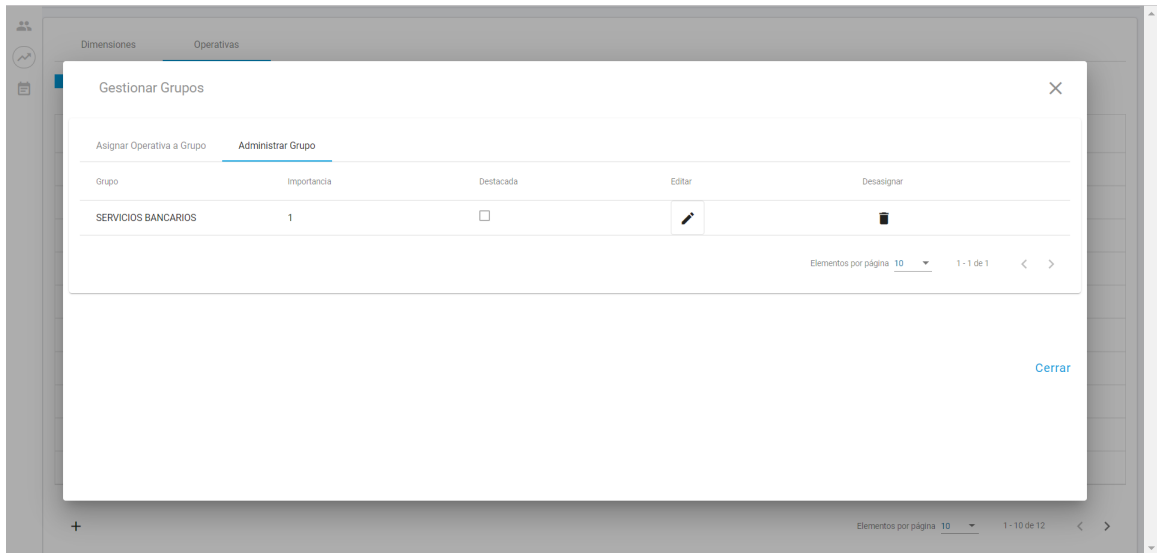 Dimensiones Operativas
Gestionar Grupos
Asignar Operativa a Grupo Administrar Grupo
Grupo Importancia Destacada Editar Desasignar
SERVICIOS BANCARIOS 1
Elementos por página 10 1 - 1 de 1
Cerrar
Elementos por página 10 1 - 10 de 12